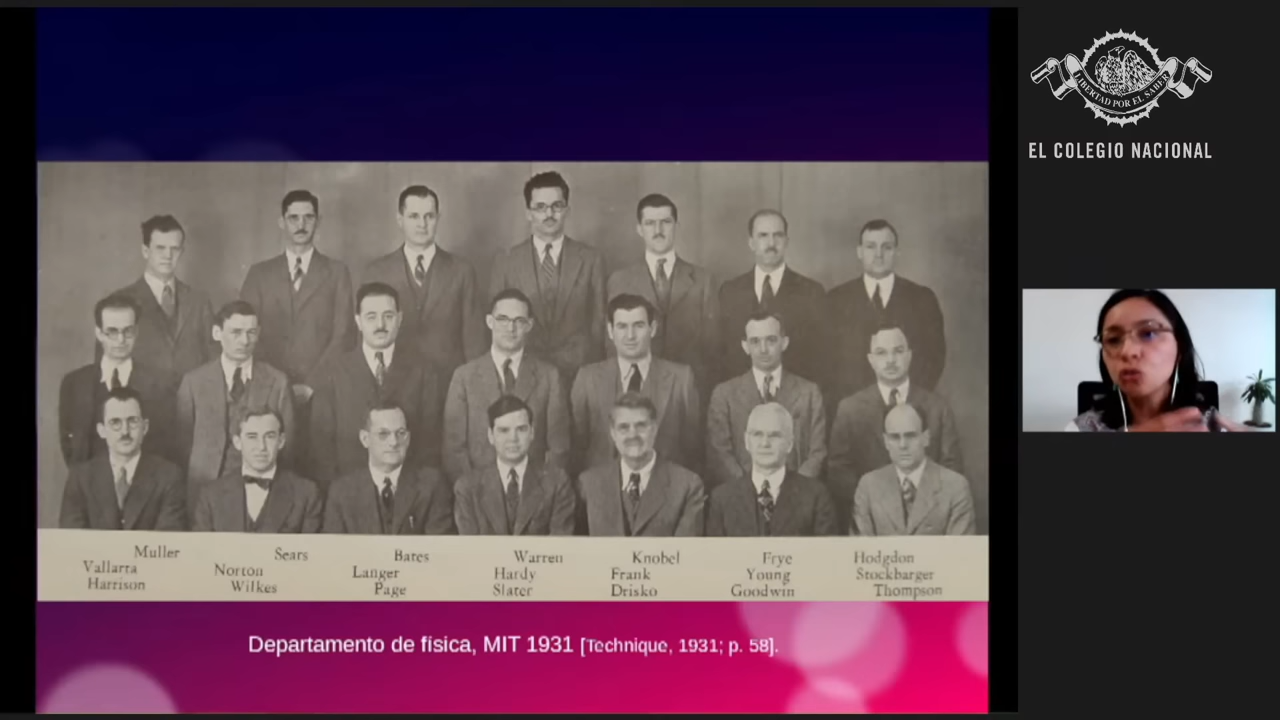 LIBERTAD POR EL SABER
EL COLEGIO NACIONAL
Muller Sears Bates Warren Knobel Frye Hodgdon
Vallarta Norton Langer Hardy Frank Young Stockbarger
Harrison Wilkes Page Slater Drisko Goodwin Thompson
Departamento de física, MIT 1931 [Technique, 1931; p. 58].